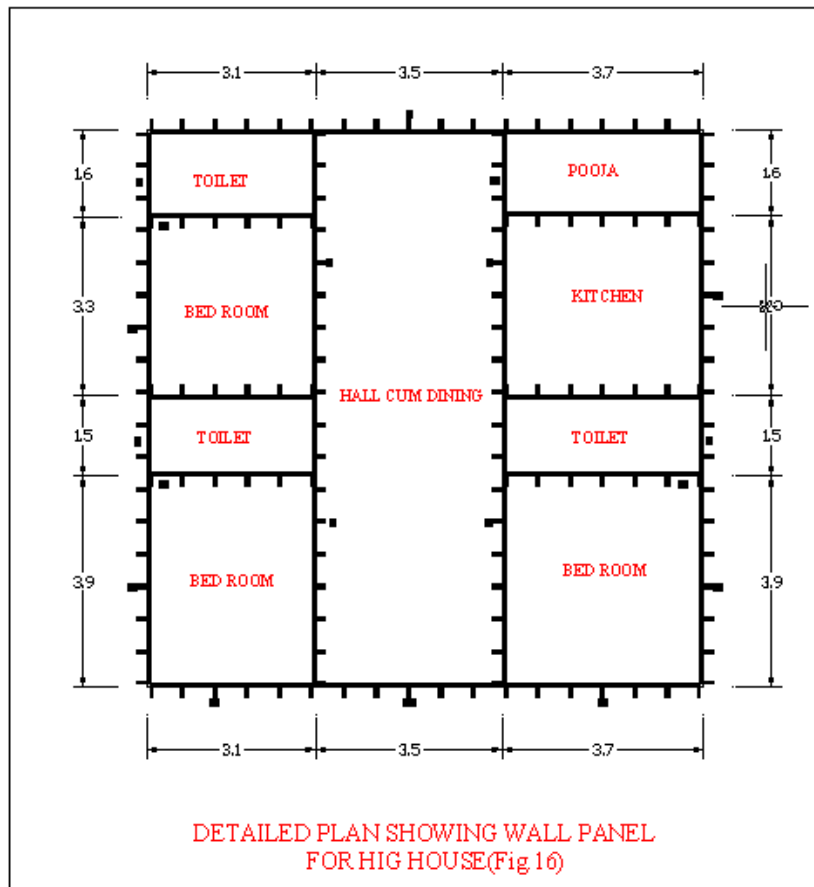 3.1 3.5 3.7
1.6 TOILET POOJA 1.6
3.3 BED ROOM KITCHEN
HALL CUM DINING
1.5 TOILET TOILET 1.5
3.9 BED ROOM BED ROOM 3.9
3.1 3.5 3.7
DETAILED PLAN SHOWING WALL PANEL
FOR HIG HOUSE(Fig.16)